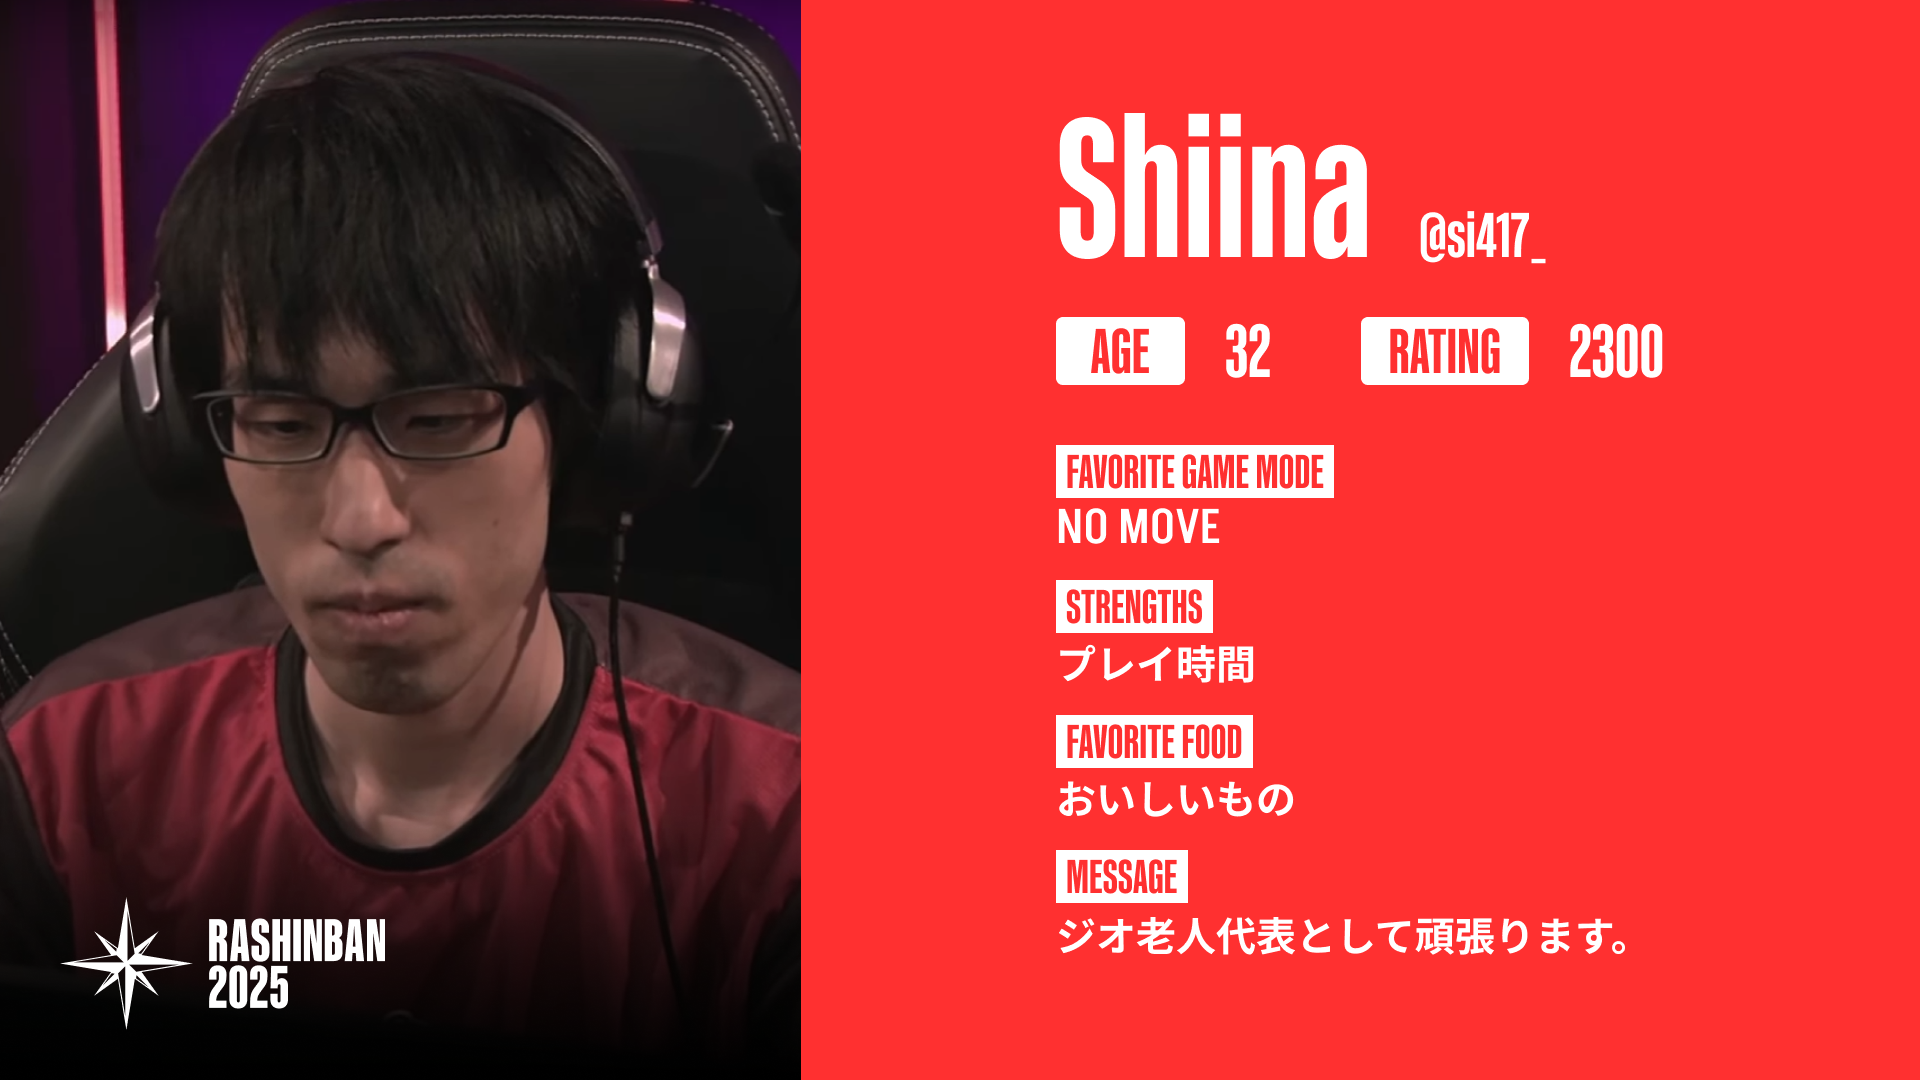 Shiina @si417_
AGE 32 RATING 2300
FAVORITE GAME MODE
NO MOVE
STRENGTHS
プレイ時間
FAVORITE FOOD
おいしいもの
MESSAGE
ジオ老人代表として頑張ります。
RASHINBAN
2025